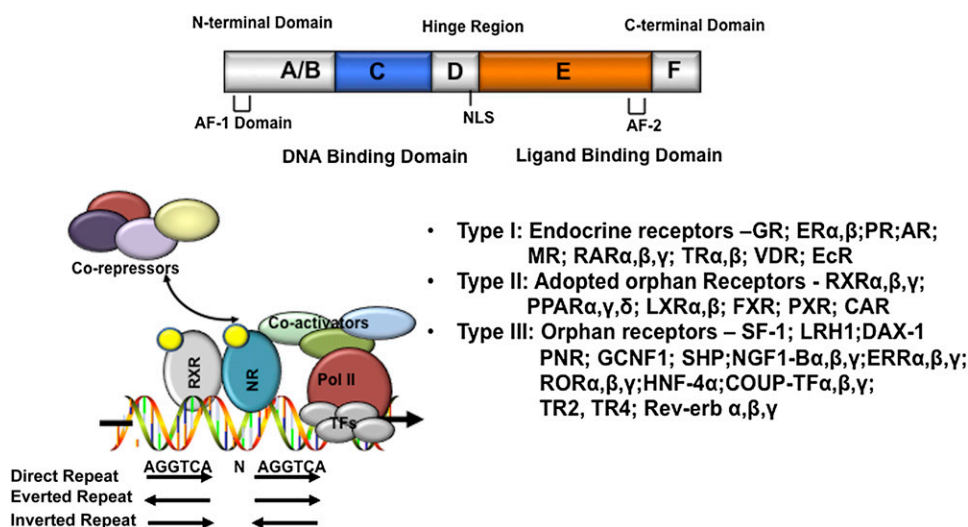 N-terminal Domain
Hinge Region
C-terminal Domain
A/B
C
D
E
F
AF-1 Domain
NLS
AF-2
DNA Binding Domain
Ligand Binding Domain
Co-repressors
Co-activators
RXR
NR
Pol II
TFs
AGGTCA N AGGTCA
Direct Repeat
Everted Repeat
Inverted Repeat
• Type I: Endocrine receptors –GR; ERα,β;PR;AR;
MR; RARα,β,γ; TRα,β; VDR; EcR
• Type II: Adopted orphan Receptors - RXRα,β,γ;
PPARα,γ,δ; LXRα,β; FXR; PXR; CAR
• Type III: Orphan receptors – SF-1; LRH1;DAX-1
PNR; GCNF1; SHP;NGF1-Bα,β,γ;ERRα,β,γ;
RORα,β,γ;HNF-4α;COUP-TFα,β,γ;
TR2, TR4; Rev-erb α,β,γ